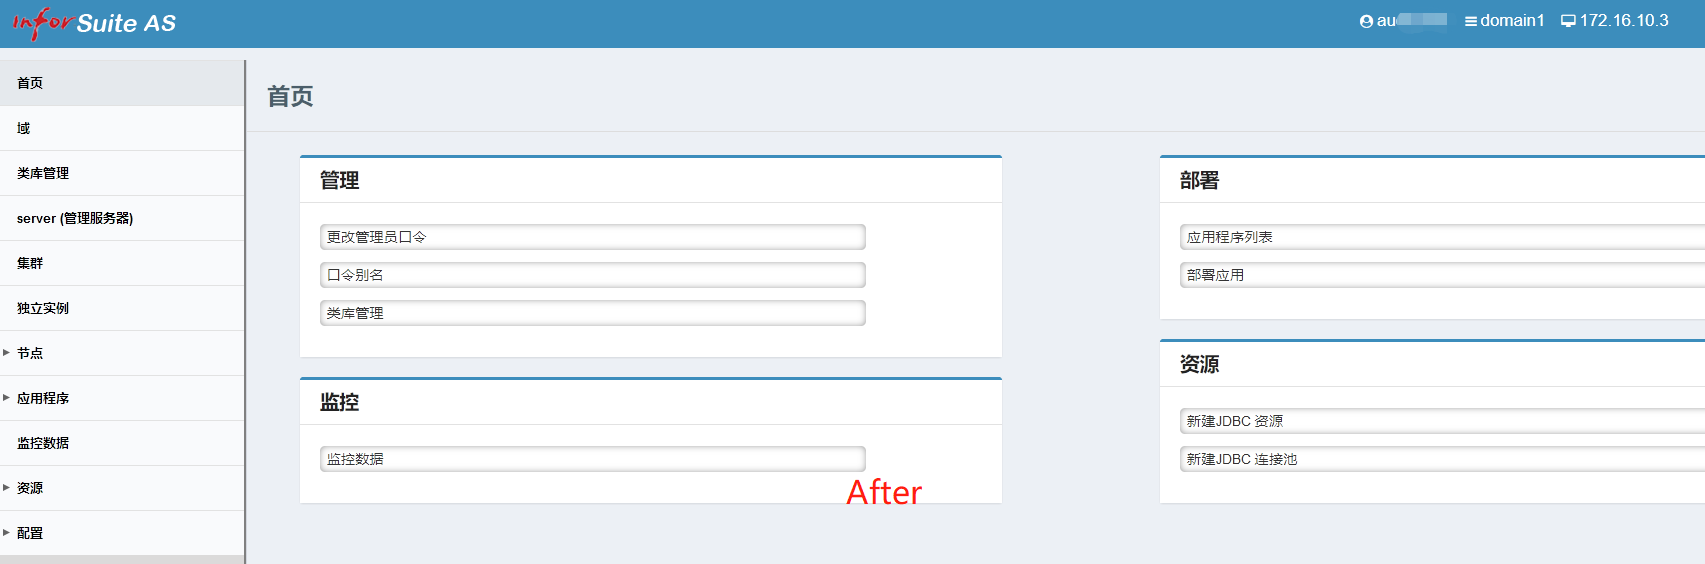 Infor Suite AS
au
domain1
172.16.10.3
首页
域
类库管理
server (管理服务器)
集群
独立实例
节点
应用程序
监控数据
资源
配置
首页
管理
更改管理员口令
口令别名
类库管理
监控
监控数据
After
部署
应用程序列表
部署应用
资源
新建JDBC 资源
新建JDBC 连接池